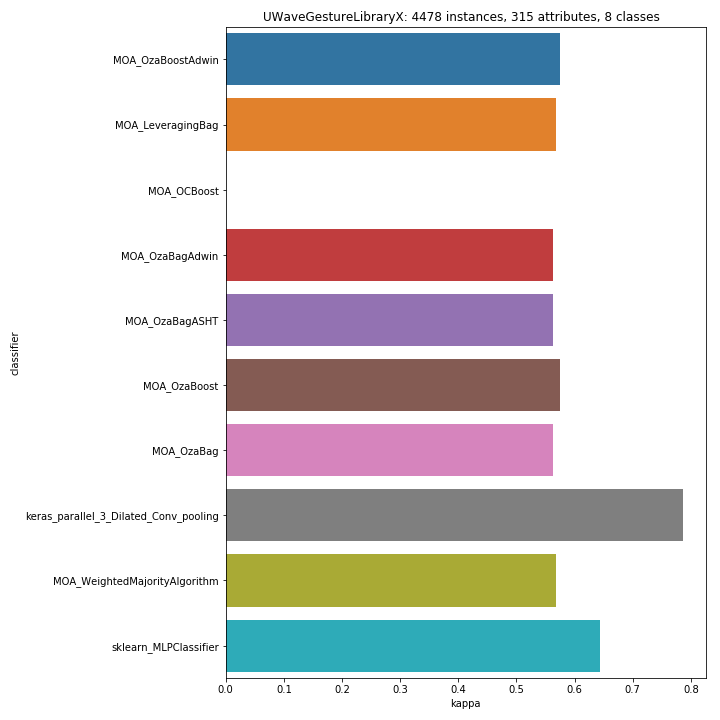 UWaveGestureLibraryX: 4478 instances, 315 attributes, 8 classes
MOA_OzaBoostAdwin
MOA_LeveragingBag
MOA_OCBoost
MOA_OzaBagAdwin
MOA_OzaBagASHT
MOA_OzaBoost
MOA_OzaBag
keras_parallel_3_Dilated_Conv_pooling
MOA_WeightedMajorityAlgorithm
sklearn_MLPClassifier
classifier
0.0 0.1 0.2 0.3 0.4 0.5 0.6 0.7 0.8
kappa